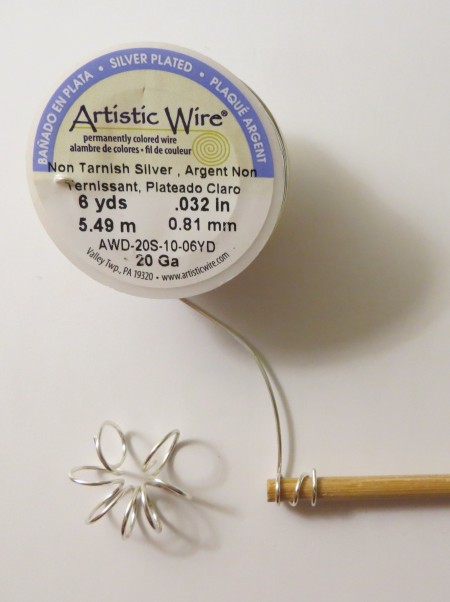 BAÑADO EN PLATA • SILVER PLATED • PLAQUÉ ARGENT
Artistic Wire®
permanently colored wire
alambre de colores • fil de couleur
Non Tarnish Silver , Argent Non
Ternissant, Plateado Claro
6 yds .032 in
5.49 m 0.81 mm
AWD-20S-10-06YD
20 Ga
Valley Twp., PA 19320 • www.artisticwire.com